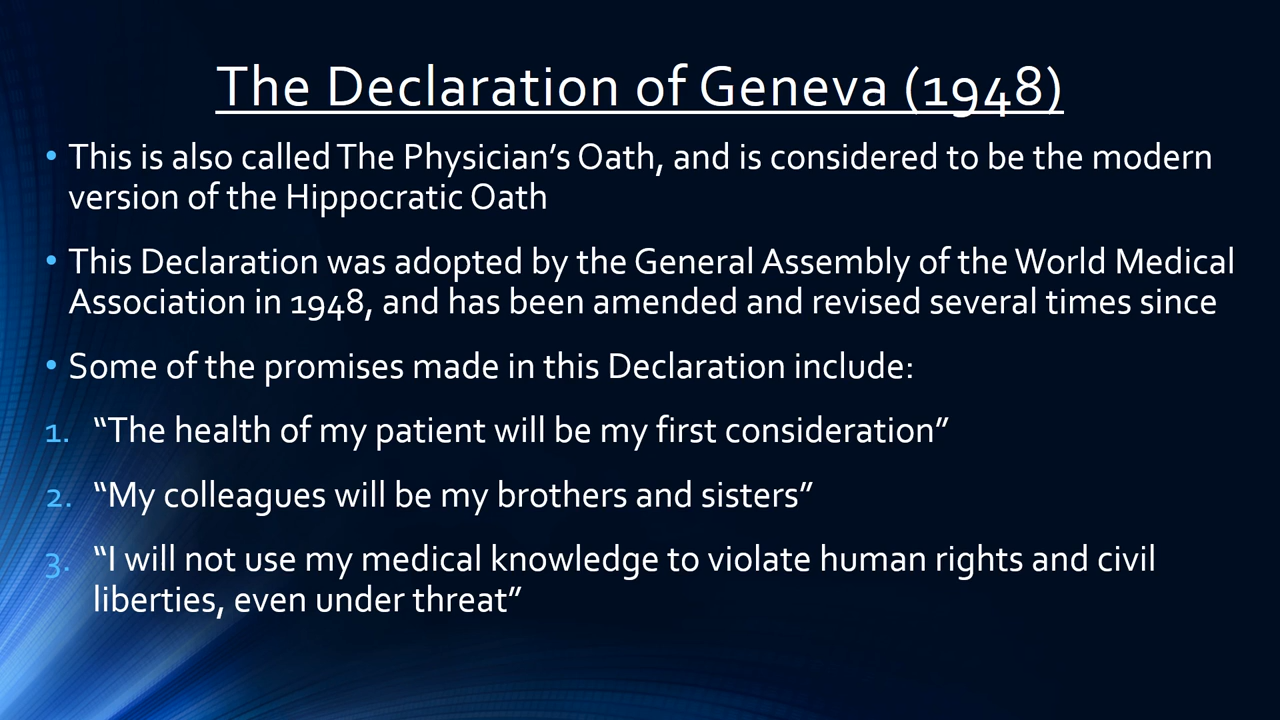 The Declaration of Geneva (1948)
• This is also called The Physician’s Oath, and is considered to be the modern
version of the Hippocratic Oath
• This Declaration was adopted by the General Assembly of the World Medical
Association in 1948, and has been amended and revised several times since
• Some of the promises made in this Declaration include:
1. “The health of my patient will be my first consideration”
2. “My colleagues will be my brothers and sisters”
3. “I will not use my medical knowledge to violate human rights and civil
liberties, even under threat”